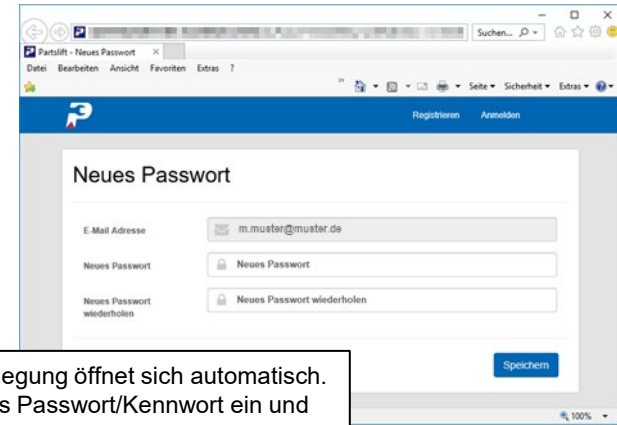 Suchen...
Partslift - Neues Passwort
Datei Bearbeiten Ansicht Favoriten Extras ?
Seite Sicherheit Extras
Registrieren Anmelden
Neues Passwort
E-Mail Adresse m.muster@muster.de
Neues Passwort Neues Passwort
Neues Passwort Neues Passwort wiederholen
wiederholen
Speichern
egung öffnet sich automatisch.
s Passwort/Kennwort ein und
100%